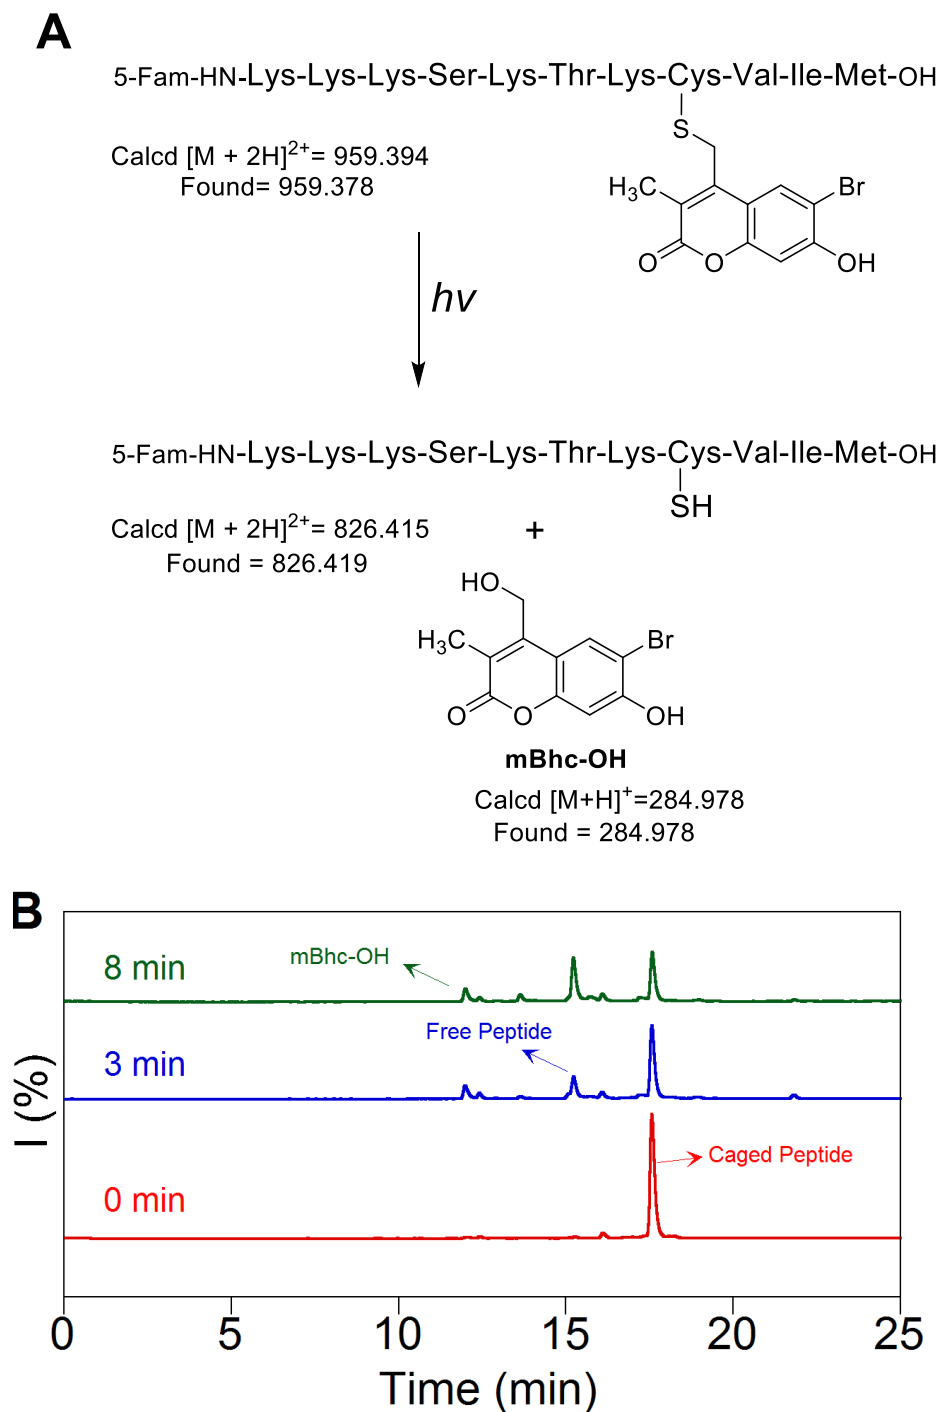 A
5-Fam-HN-Lys-Lys-Lys-Ser-Lys-Thr-Lys-Cys-Val-Ile-Met-OH
S
Calcd [M + 2H]2+= 959.394
Found= 959.378
H3C
Br
O
O
OH
hv
5-Fam-HN-Lys-Lys-Lys-Ser-Lys-Thr-Lys-Cys-Val-Ile-Met-OH
SH
Calcd [M + 2H]2+= 826.415
+
Found = 826.419
HO
H3C
Br
O
O
OH
mBhc-OH
Calcd [M+H]+=284.978
Found = 284.978
B
8 min
mBhc-OH
3 min
Free Peptide
0 min
Caged Peptide
I (%)
0 5 10 15 20 25
Time (min)